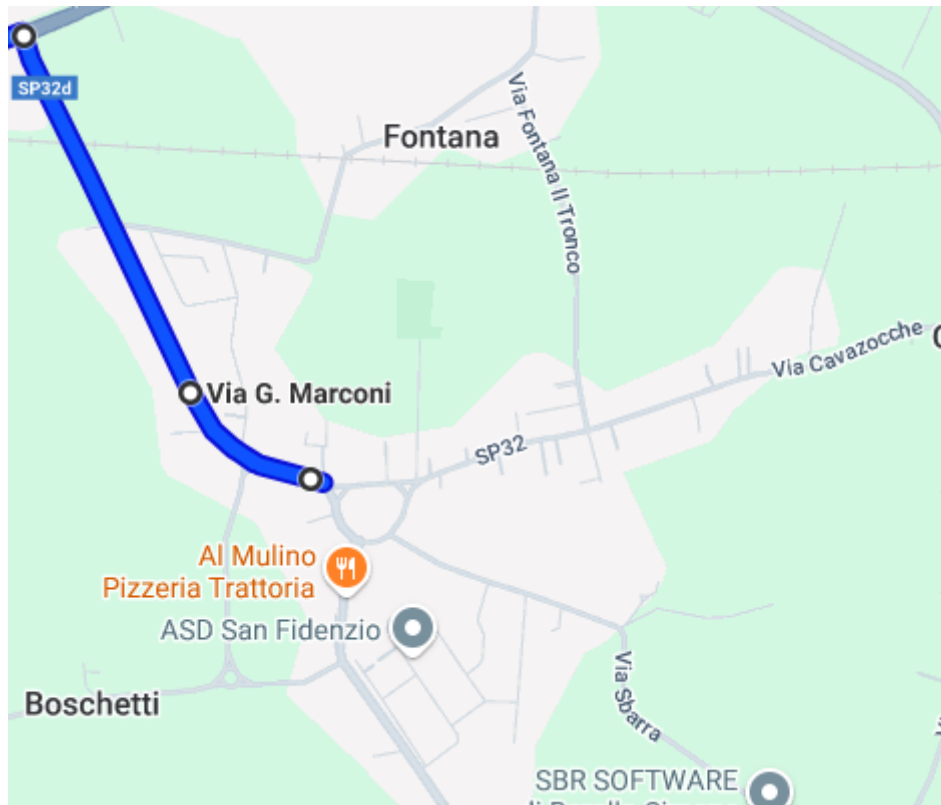 SP32d
Fontana
Via Fontana II Tronco
Via Cavazocche
Via G. Marconi
SP32
Al Mulino
Pizzeria Trattoria
ASD San Fidenzio
Via Sbarra
Boschetti
SBR SOFTWARE